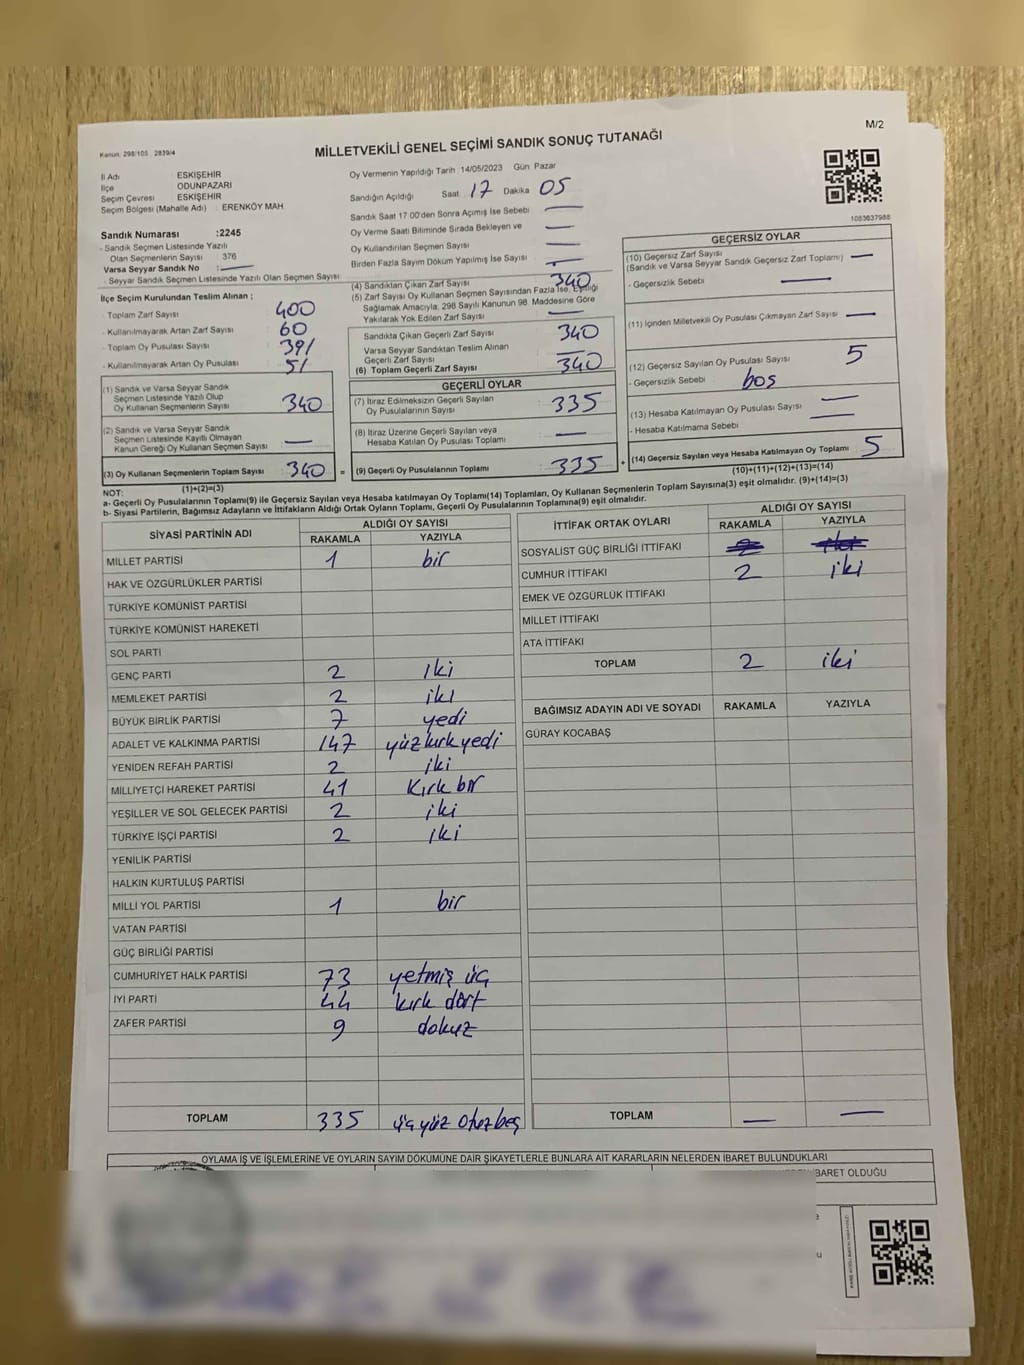 M/2
Kanun: 298/105 2839/4
MİLLETVEKİLİ GENEL SEÇİMİ SANDIK SONUÇ TUTANAĞI
İl Adı : ESKİŞEHİR
İlçe ODUNPAZARI
Seçim Çevresi ESKİŞEHİR
Seçim Bölgesi (Mahalle Adı) : ERENKÖY MAH
Sandık Numarası :2245
- Sandık Seçmen Listesinde Yazılı
Olan Seçmenlerin Sayısı 376
Varsa Seyyar Sandık No :
- Seyyar Sandık Seçmen Listesinde Yazılı Olan Seçmen Sayısı:
İlçe Seçim Kurulundan Teslim Alınan ;
- Toplam Zarf Sayısı 400
- Kullanılmayarak Artan Zarf Sayısı 60
- Toplam Oy Pusulası Sayısı 391
- Kullanılmayarak Artan Oy Pusulası 51
(1) Sandık ve Varsa Seyyar Sandık
Seçmen Listesinde Yazılı Olup
Oy Kullanan Seçmenlerin Sayısı 340
(2) Sandık ve Varsa Seyyar Sandık
Seçmen Listesinde Kayıtlı Olmayan
Kanun Gereği Oy Kullanan Seçmen Sayısı —
(3) Oy Kullanan Seçmenlerin Toplam Sayısı 340 =
(1)+(2)=(3)
Oy Vermenin Yapıldığı Tarih :14/05/2023 Gün Pazar
Sandığın Açıldığı Saat 17 Dakika 05
Sandık Saat 17:00'den Sonra Açımış İse Sebebi —
Oy Verme Saati Bitiminde Sırada Bekleyen ve —
Oy Kullandırılan Seçmen Sayısı —
Birden Fazla Sayım Döküm Yapılmış İse Sayısı —
(4) Sandıktan Çıkan Zarf Sayısı 340
(5) Zarf Sayısı Oy Kullanan Seçmen Sayısından Fazla İse, Eşitliği
Sağlamak Amacıyla; 298 Sayılı Kanunun 98. Maddesine Göre
Yakılarak Yok Edilen Zarf Sayısı —
Sandıkta Çıkan Geçerli Zarf Sayısı 340
Varsa Seyyar Sandıktan Teslim Alınan
Geçerli Zarf Sayısı —
(6) Toplam Geçerli Zarf Sayısı 340
GEÇERLİ OYLAR
(7) İtiraz Edilmeksizin Geçerli Sayılan
Oy Pusulalarının Sayısı 335
(8) İtiraz Üzerine Geçerli Sayılan veya
Hesaba Katılan Oy Pusulası Toplamı —
(9) Geçerli Oy Pusulalarının Toplamı 335 +
1083637988
GEÇERSİZ OYLAR
(10) Geçersiz Zarf Sayısı
(Sandık ve Varsa Seyyar Sandık Geçersiz Zarf Toplamı) —
- Geçersizlik Sebebi —
(11) İçinden Milletvekili Oy Pusulası Çıkmayan Zarf Sayısı —
(12) Geçersiz Sayılan Oy Pusulası Sayısı 5
- Geçersizlik Sebebi boş
(13) Hesaba Katılmayan Oy Pusulası Sayısı —
- Hesaba Katılmama Sebebi —
(14) Geçersiz Sayılan veya Hesaba Katılmayan Oy Toplamı 5
(10)+(11)+(12)+(13)=(14)
NOT:
a- Geçerli Oy Pusulalarının Toplamı(9) ile Geçersiz Sayılan veya Hesaba katılmayan Oy Toplamı(14) Toplamları, Oy Kullanan Seçmenlerin Toplam Sayısına(3) eşit olmalıdır. (9)+(14)=(3)
b- Siyasi Partilerin, Bağımsız Adayların ve İttifakların Aldığı Ortak Oyların Toplamı, Geçerli Oy Pusulalarının Toplamına(9) eşit olmalıdır.
SİYASİ PARTİNİN ADI ALDIĞI OY SAYISI
RAKAMLA YAZIYLA
MİLLET PARTİSİ 1 bir
HAK VE ÖZGÜRLÜKLER PARTİSİ
TÜRKİYE KOMÜNİST PARTİSİ
TÜRKİYE KOMÜNİST HAREKETİ
SOL PARTİ
GENÇ PARTİ 2 iki
MEMLEKET PARTİSİ 2 iki
BÜYÜK BİRLİK PARTİSİ 7 yedi
ADALET VE KALKINMA PARTİSİ 147 yüzkırkyedi
YENİDEN REFAH PARTİSİ 2 iki
MİLLİYETÇİ HAREKET PARTİSİ 41 Kırk bir
YEŞİLLER VE SOL GELECEK PARTİSİ 2 iki
TÜRKİYE İŞÇİ PARTİSİ 2 iki
YENİLİK PARTİSİ
HALKIN KURTULUŞ PARTİSİ
MİLLİ YOL PARTİSİ 1 bir
VATAN PARTİSİ
GÜÇ BİRLİĞİ PARTİSİ
CUMHURİYET HALK PARTİSİ 73 yetmiş üç
İYİ PARTİ 44 kırk dört
ZAFER PARTİSİ 9 dokuz
TOPLAM 335 üçyüz otuzbeş
İTTİFAK ORTAK OYLARI ALDIĞI OY SAYISI
RAKAMLA YAZIYLA
SOSYALİST GÜÇ BİRLİĞİ İTTİFAKI
CUMHUR İTTİFAKI 2 iki
EMEK VE ÖZGÜRLÜK İTTİFAKI
MİLLET İTTİFAKI
ATA İTTİFAKI
TOPLAM 2 iki
BAĞIMSIZ ADAYIN ADI VE SOYADI RAKAMLA YAZIYLA
GÜRAY KOCABAŞ
TOPLAM — —
OYLAMA İŞ VE İŞLEMLERİNE VE OYLARIN SAYIM DÖKÜMÜNE DAİR ŞİKAYETLERLE BUNLARA AİT KARARLARIN NELERDEN İBARET BULUNDUKLARI
İBARET OLDUĞU